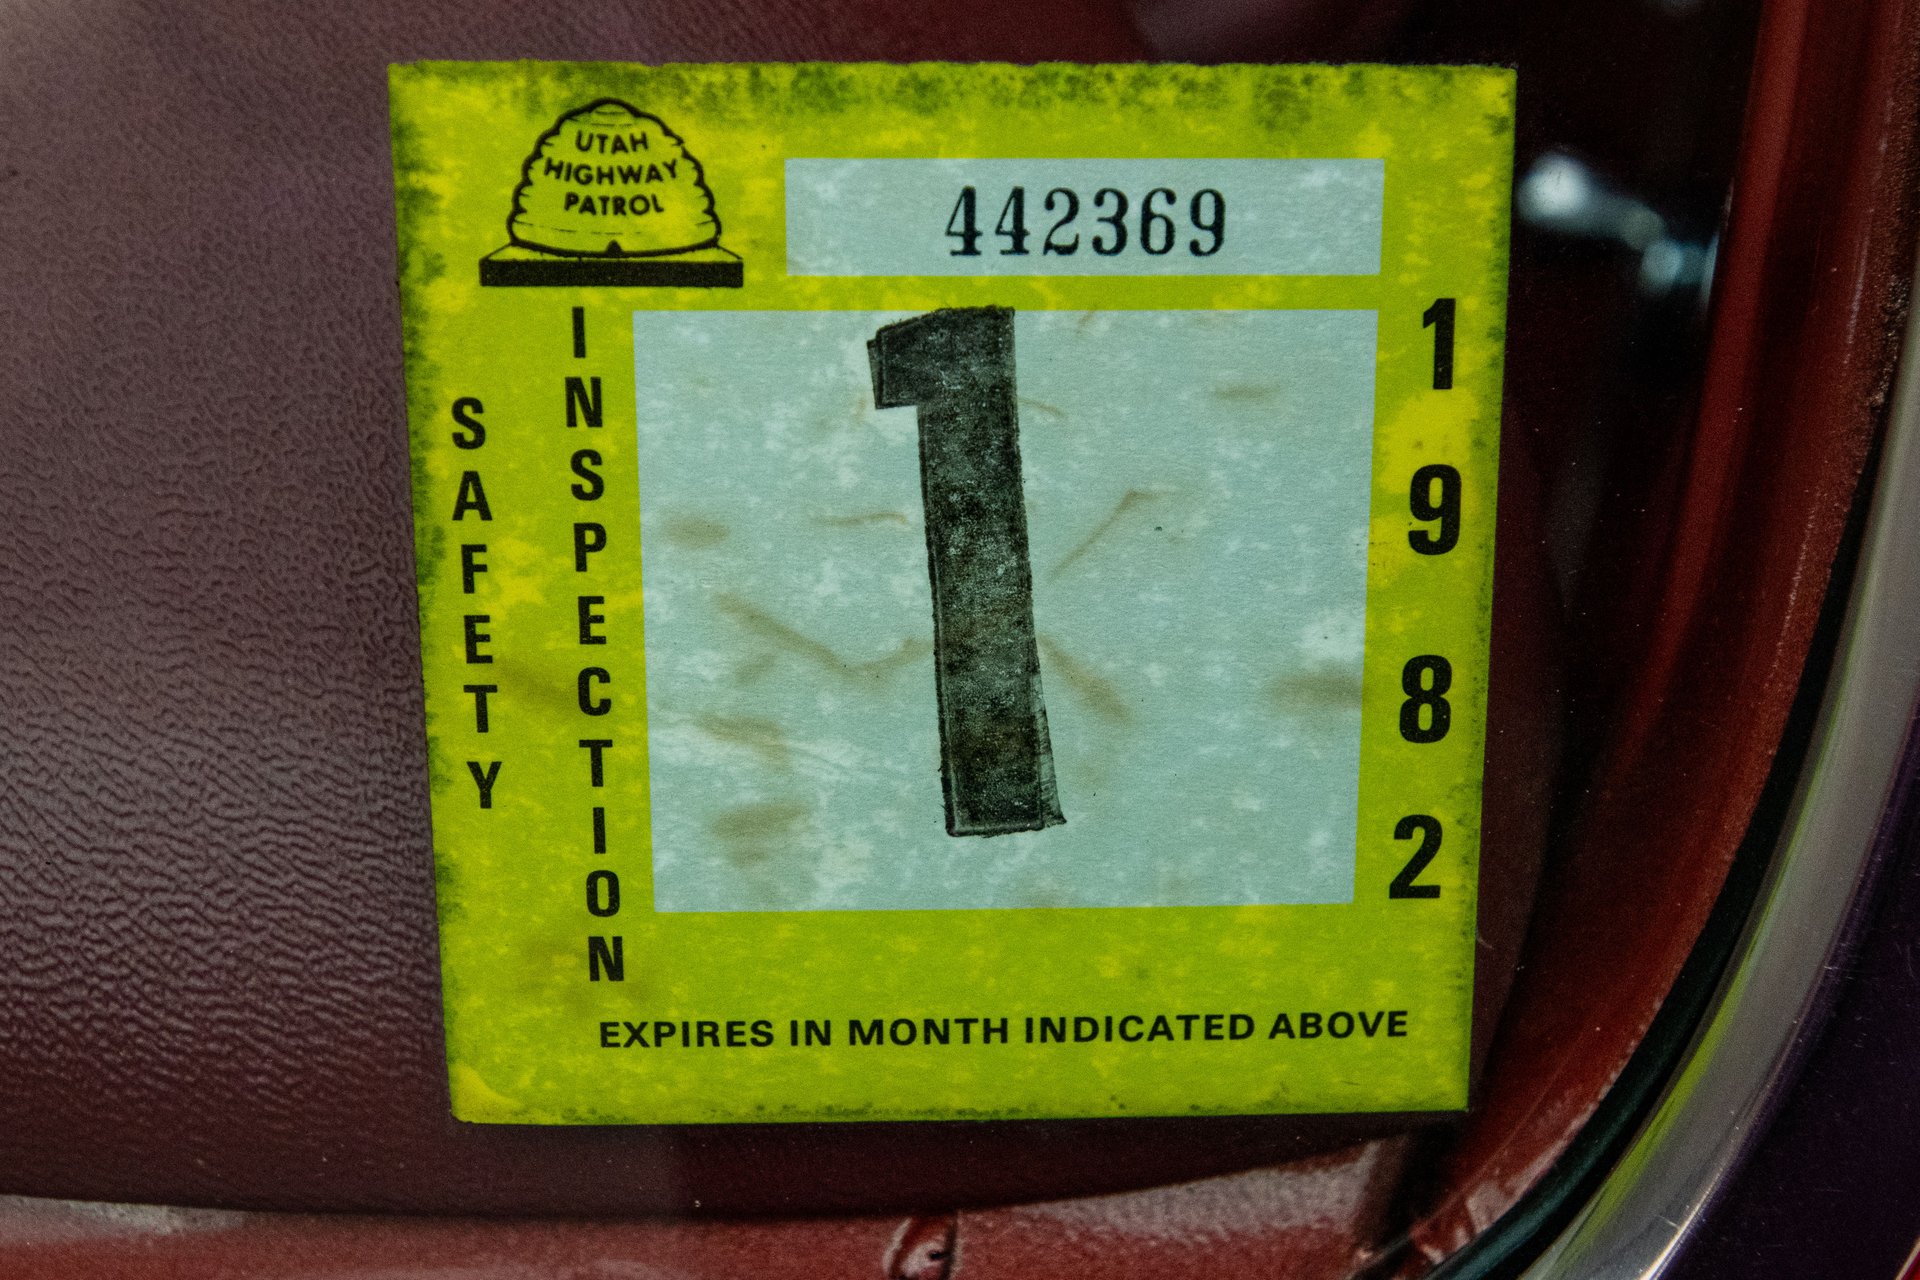 UTAH
HIGHWAY
PATROL
442369
SAFETY
INSPECTION
1
1982
EXPIRES IN MONTH INDICATED ABOVE